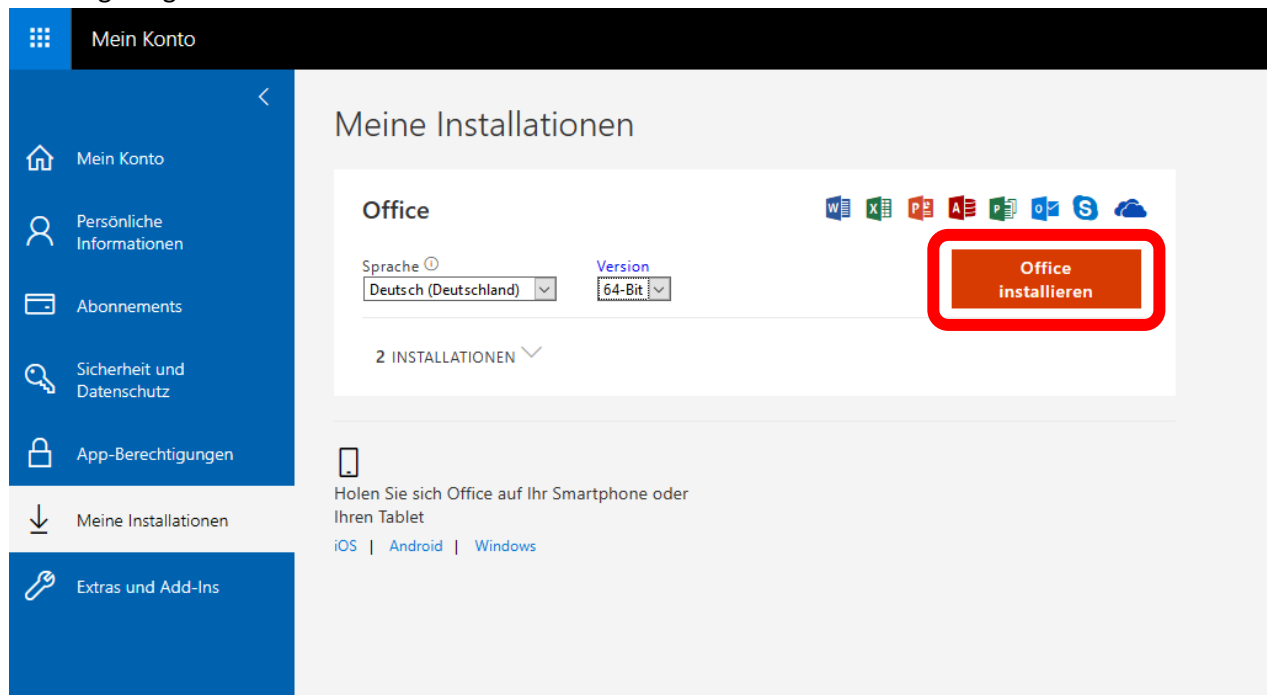 Mein Konto
Mein Konto
Persönliche
Informationen
Abonnements
Sicherheit und
Datenschutz
App-Berechtigungen
Meine Installationen
Extras und Add-Ins
Meine Installationen
Office
Sprache
Version
Deutsch (Deutschland)
64-Bit
Office
installieren
2 INSTALLATIONEN
Holen Sie sich Office auf Ihr Smartphone oder
Ihren Tablet
iOS | Android | Windows